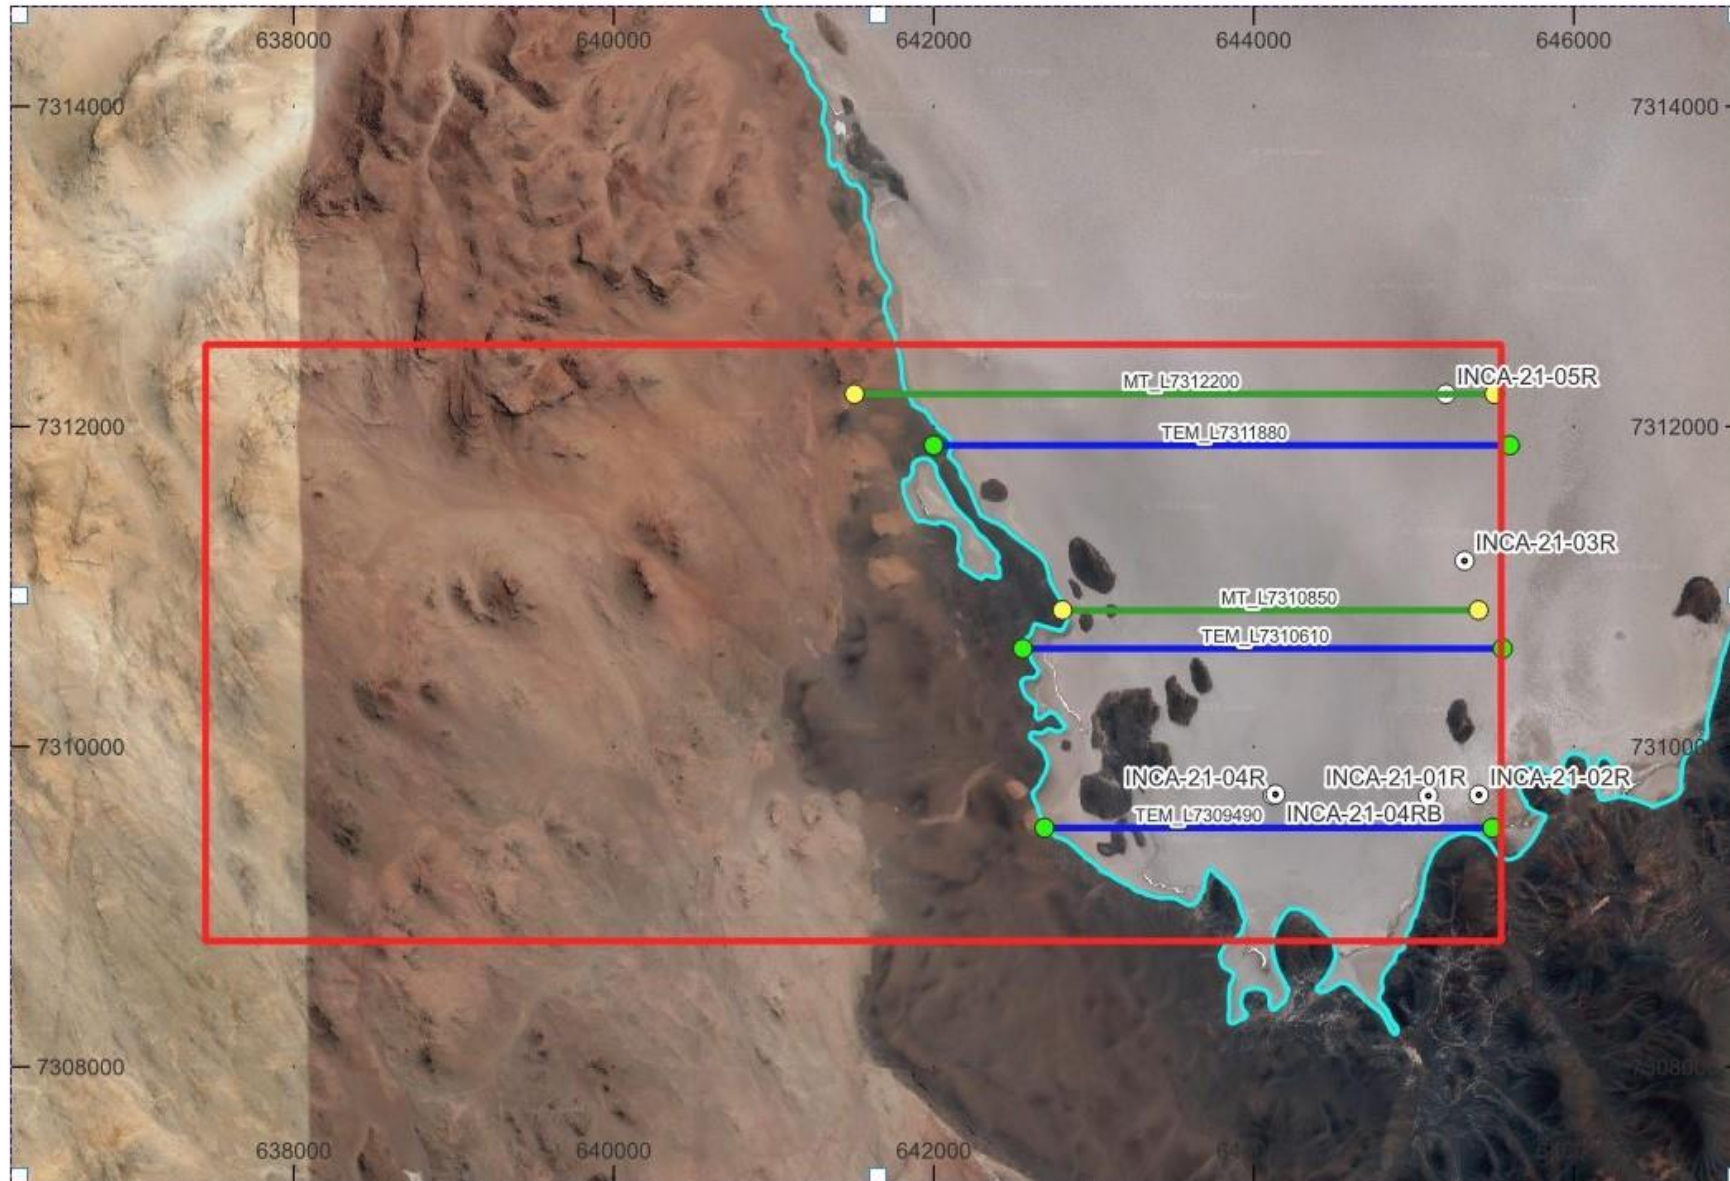 638000 640000 642000 644000 646000
7314000 7314000
MT_L7312200 INCA-21-05R
7312000 7312000
TEM_L7311880
INCA-21-03R
MT_L7310850
TEM_L7310610
7310000 7310000
INCA-21-04R INCA-21-01R INCA-21-02R
TEM_L7309490 INCA-21-04RB
7308000 7308000
638000 640000 642000 644000